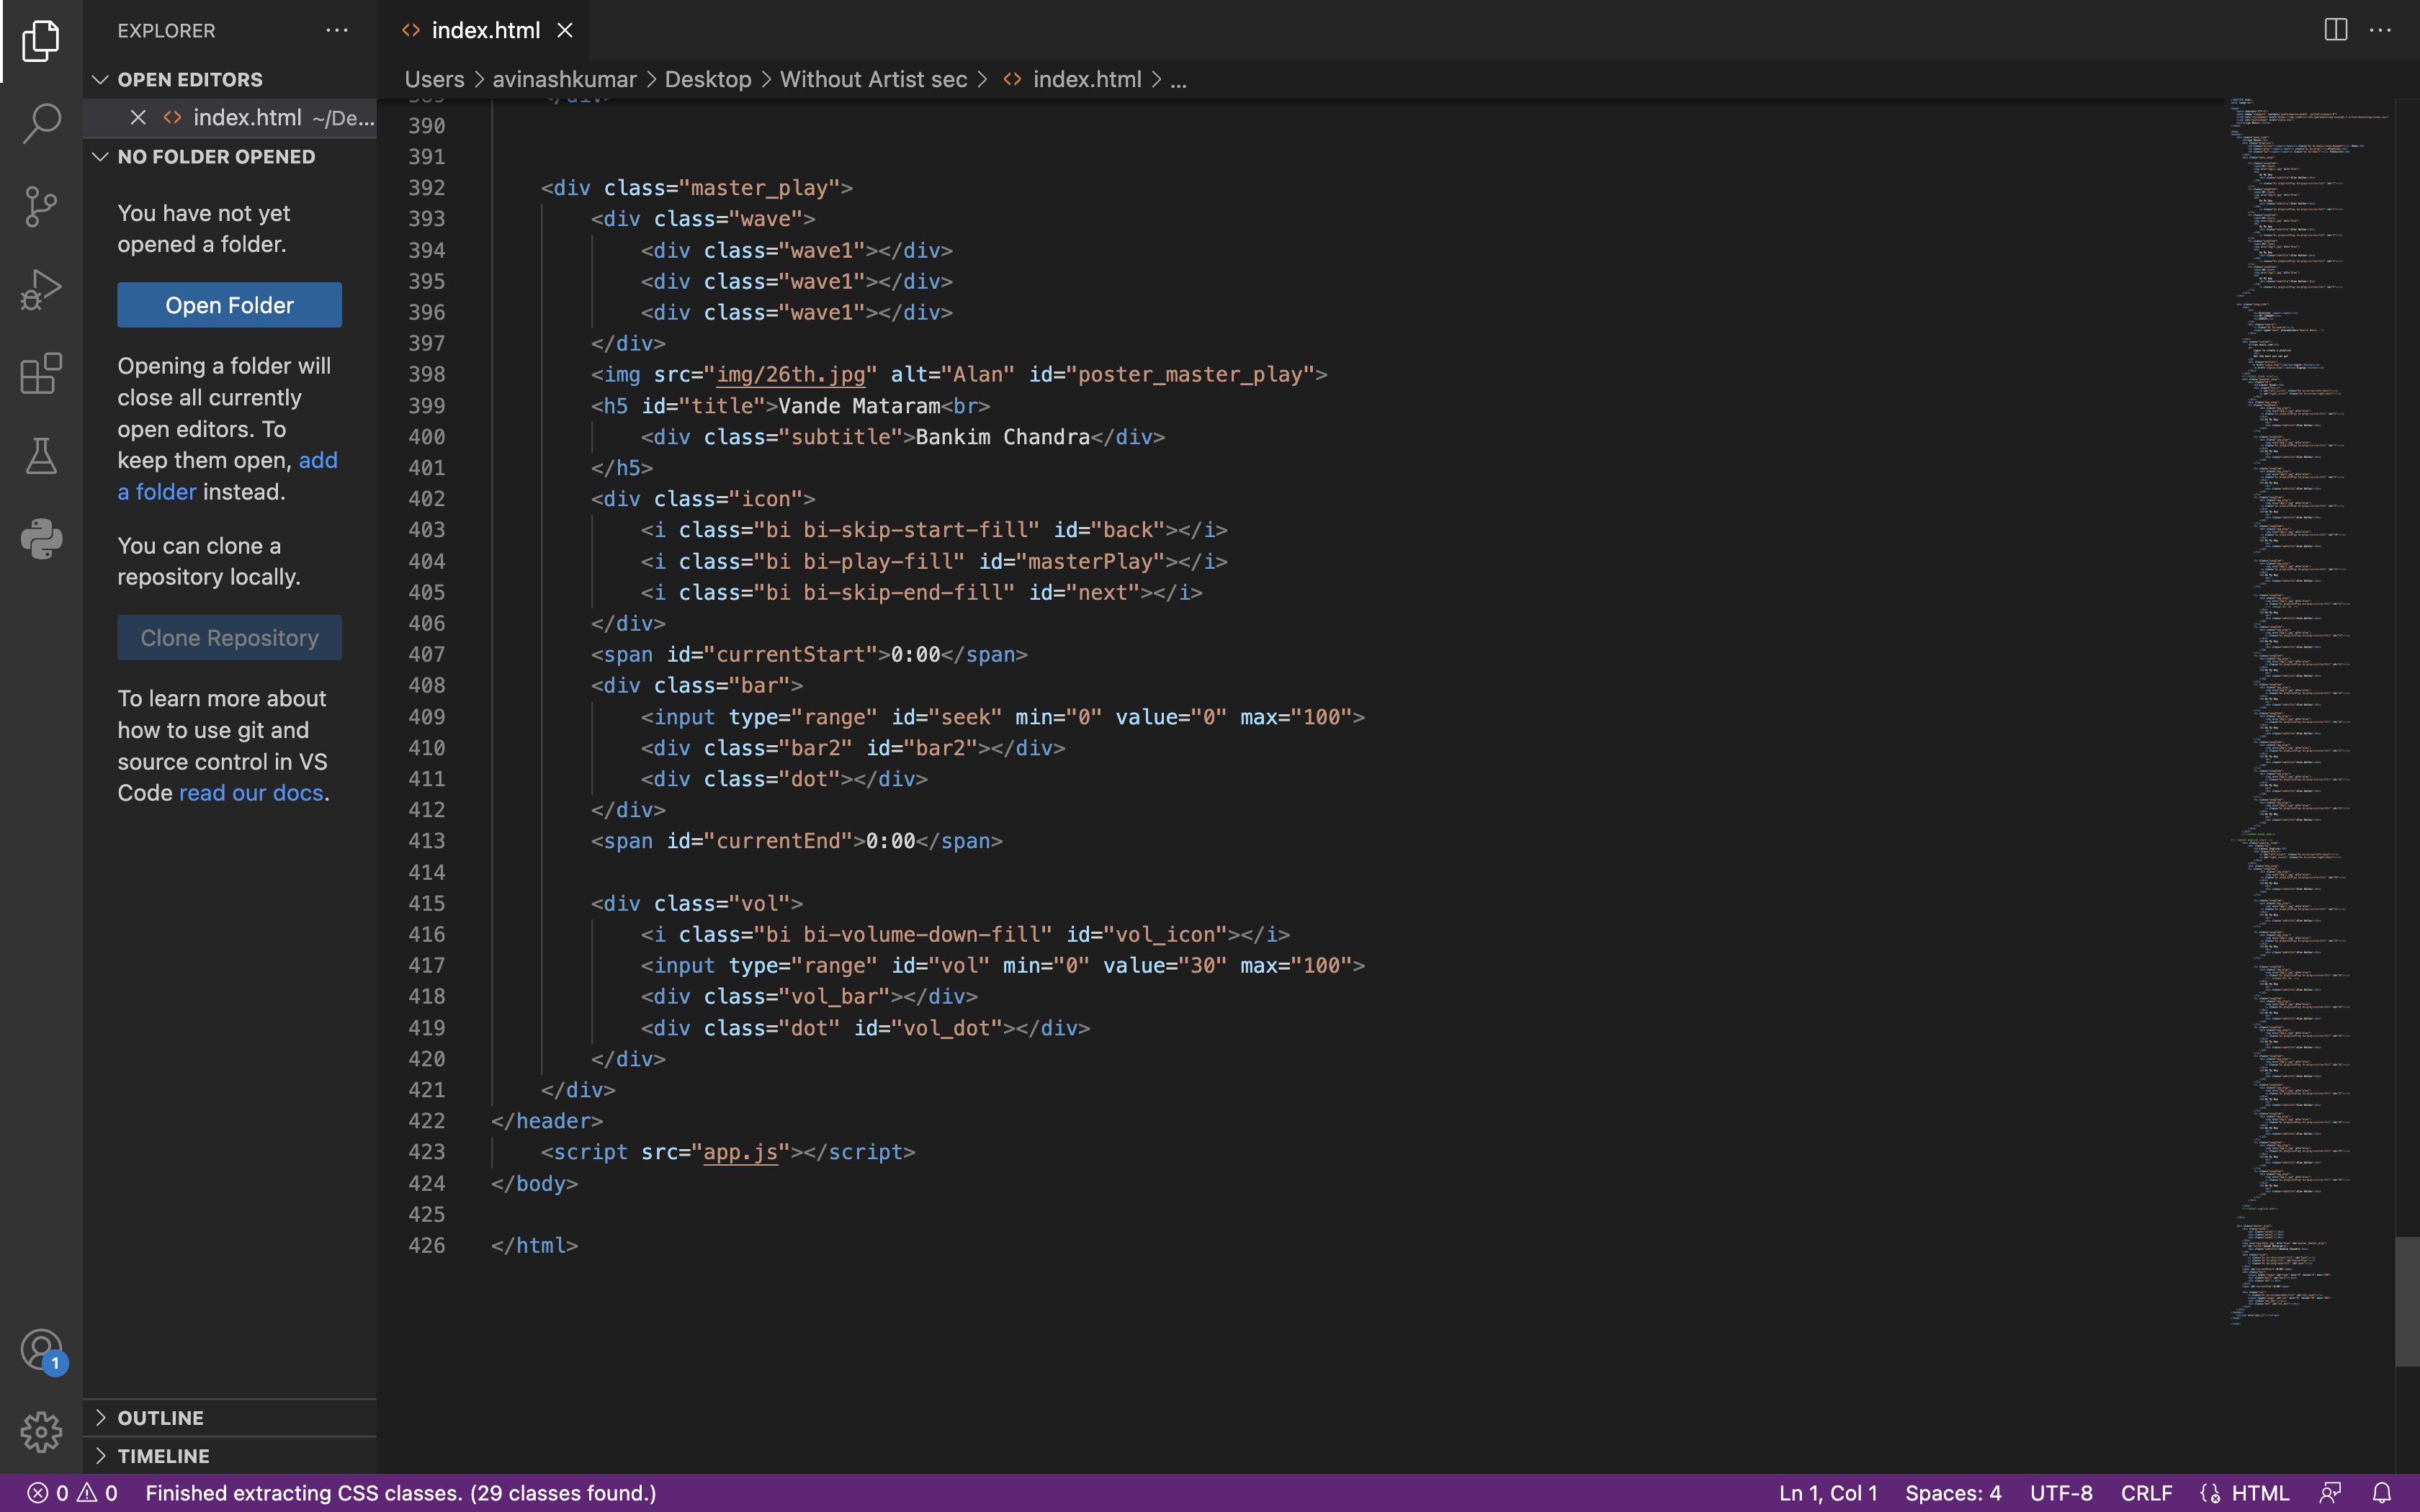 EXPLORER
OPEN EDITORS
index.html ~/De...
NO FOLDER OPENED
You have not yet
opened a folder.
Open Folder
Opening a folder will
close all currently
open editors. To
keep them open, add
a folder instead.
You can clone a
repository locally.
Clone Repository
To learn more about
how to use git and
source control in VS
Code read our docs.
1
OUTLINE
TIMELINE
index.html
Users > avinashkumar > Desktop > Without Artist sec > index.html > ...
389 </div>
390
391
392 <div class="master_play">
393 <div class="wave">
394 <div class="wave1"></div>
395 <div class="wave1"></div>
396 <div class="wave1"></div>
397 </div>
398 <img src="img/26th.jpg" alt="Alan" id="poster_master_play">
399 <h5 id="title">Vande Mataram<br>
400 <div class="subtitle">Bankim Chandra</div>
401 </h5>
402 <div class="icon">
403 <i class="bi bi-skip-start-fill" id="back"></i>
404 <i class="bi bi-play-fill" id="masterPlay"></i>
405 <i class="bi bi-skip-end-fill" id="next"></i>
406 </div>
407 <span id="currentStart">0:00</span>
408 <div class="bar">
409 <input type="range" id="seek" min="0" value="0" max="100">
410 <div class="bar2" id="bar2"></div>
411 <div class="dot"></div>
412 </div>
413 <span id="currentEnd">0:00</span>
414
415 <div class="vol">
416 <i class="bi bi-volume-down-fill" id="vol_icon"></i>
417 <input type="range" id="vol" min="0" value="30" max="100">
418 <div class="vol_bar"></div>
419 <div class="dot" id="vol_dot"></div>
420 </div>
421 </div>
422 </header>
423 <script src="app.js"></script>
424 </body>
425
426 </html>
0 0 Finished extracting CSS classes. (29 classes found.)
Ln 1, Col 1 Spaces: 4 UTF-8 CRLF HTML